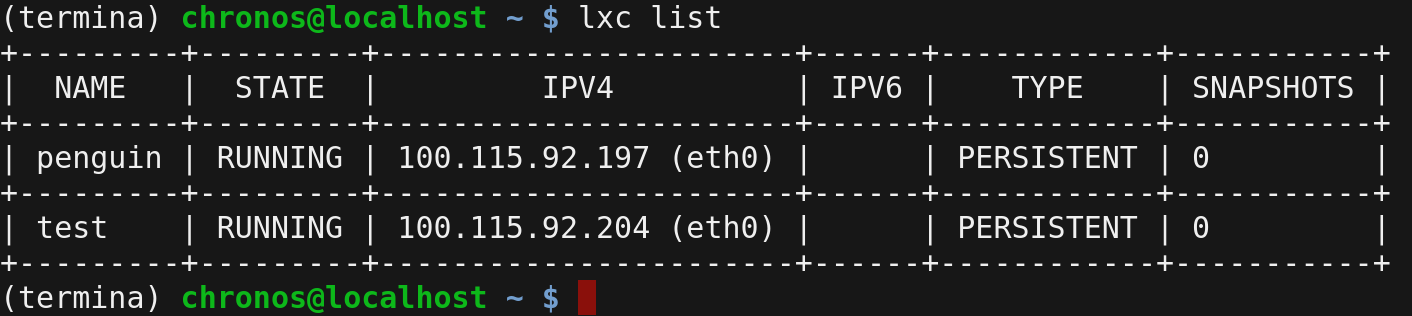 (termina) chronos@localhost ~ $ lxc list
+---------+---------+-----------------------+------+------------+-----------+
|  NAME   |  STATE  |         IPV4          | IPV6 |    TYPE    | SNAPSHOTS |
+---------+---------+-----------------------+------+------------+-----------+
| penguin | RUNNING | 100.115.92.197 (eth0) |      | PERSISTENT | 0         |
+---------+---------+-----------------------+------+------------+-----------+
| test    | RUNNING | 100.115.92.204 (eth0) |      | PERSISTENT | 0         |
+---------+---------+-----------------------+------+------------+-----------+
(termina) chronos@localhost ~ $